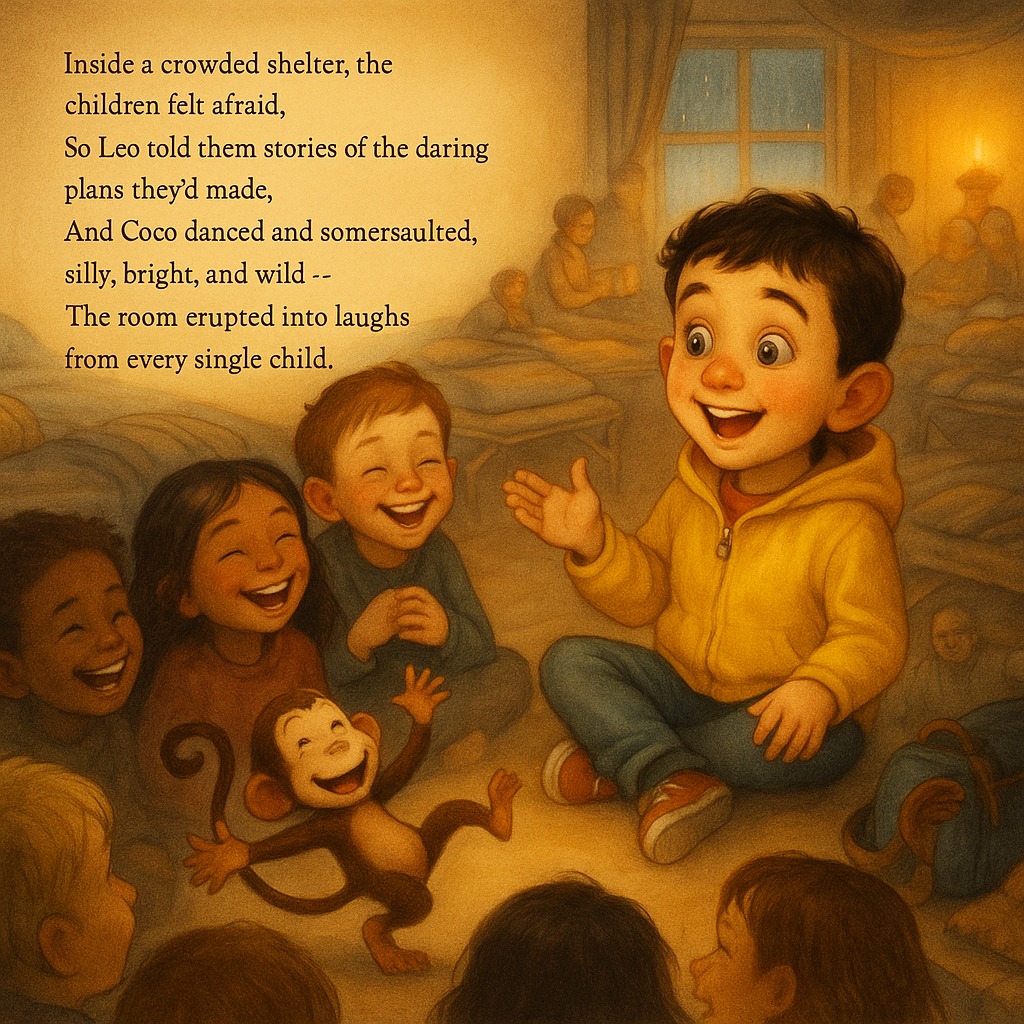 Inside a crowded shelter, the
children felt afraid,
So Leo told them stories of the daring
plans they’d made,
And Coco danced and somersaulted,
silly, bright, and wild --
The room erupted into laughs
from every single child.